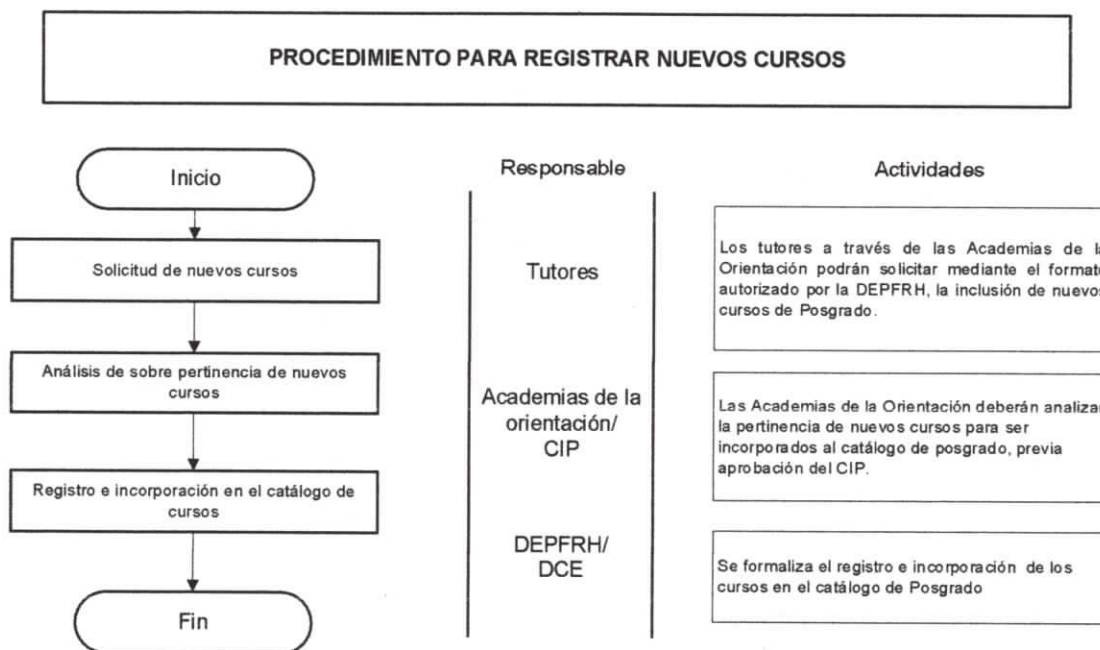 PROCEDIMIENTO PARA REGISTRAR NUEVOS CURSOS
Inicio
Responsable
Actividades
Solicitud de nuevos cursos
Tutores
Los tutores a través de las Academias de la
Orientación podrán solicitar mediante el formato
autorizado por la DEPFRH, la inclusión de nuevos
cursos de Posgrado.
Análisis de sobre pertinencia de nuevos
cursos
Academias de la
orientación/
CIP
Las Academias de la Orientación deberán analizar
la pertinencia de nuevos cursos para ser
incorporados al catálogo de posgrado, previa
aprobación del CIP.
Registro e incorporación en el catálogo de
cursos
DEPFRH/
DCE
Se formaliza el registro e incorporación de los
cursos en el catálogo de Posgrado
Fin